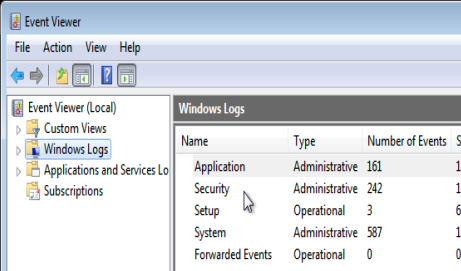 Event Viewer
File Action View Help
Event Viewer (Local)
Custom Views
Windows Logs
Applications and Services Lo
Subscriptions
Windows Logs
Name Type Number of Events S
Application Administrative 161 1
Security Administrative 242 1
Setup Operational 3 6
System Administrative 587 1
Forwarded Events Operational 0 0